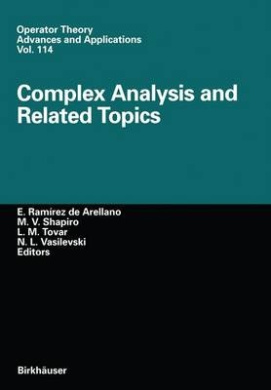 Operator Theory
Advances and Applications
Vol. 114
Complex Analysis and
Related Topics
E. Ramírez de Arellano
M. V. Shapiro
L. M. Tovar
N. L. Vasilevski
Editors
Birkhäuser